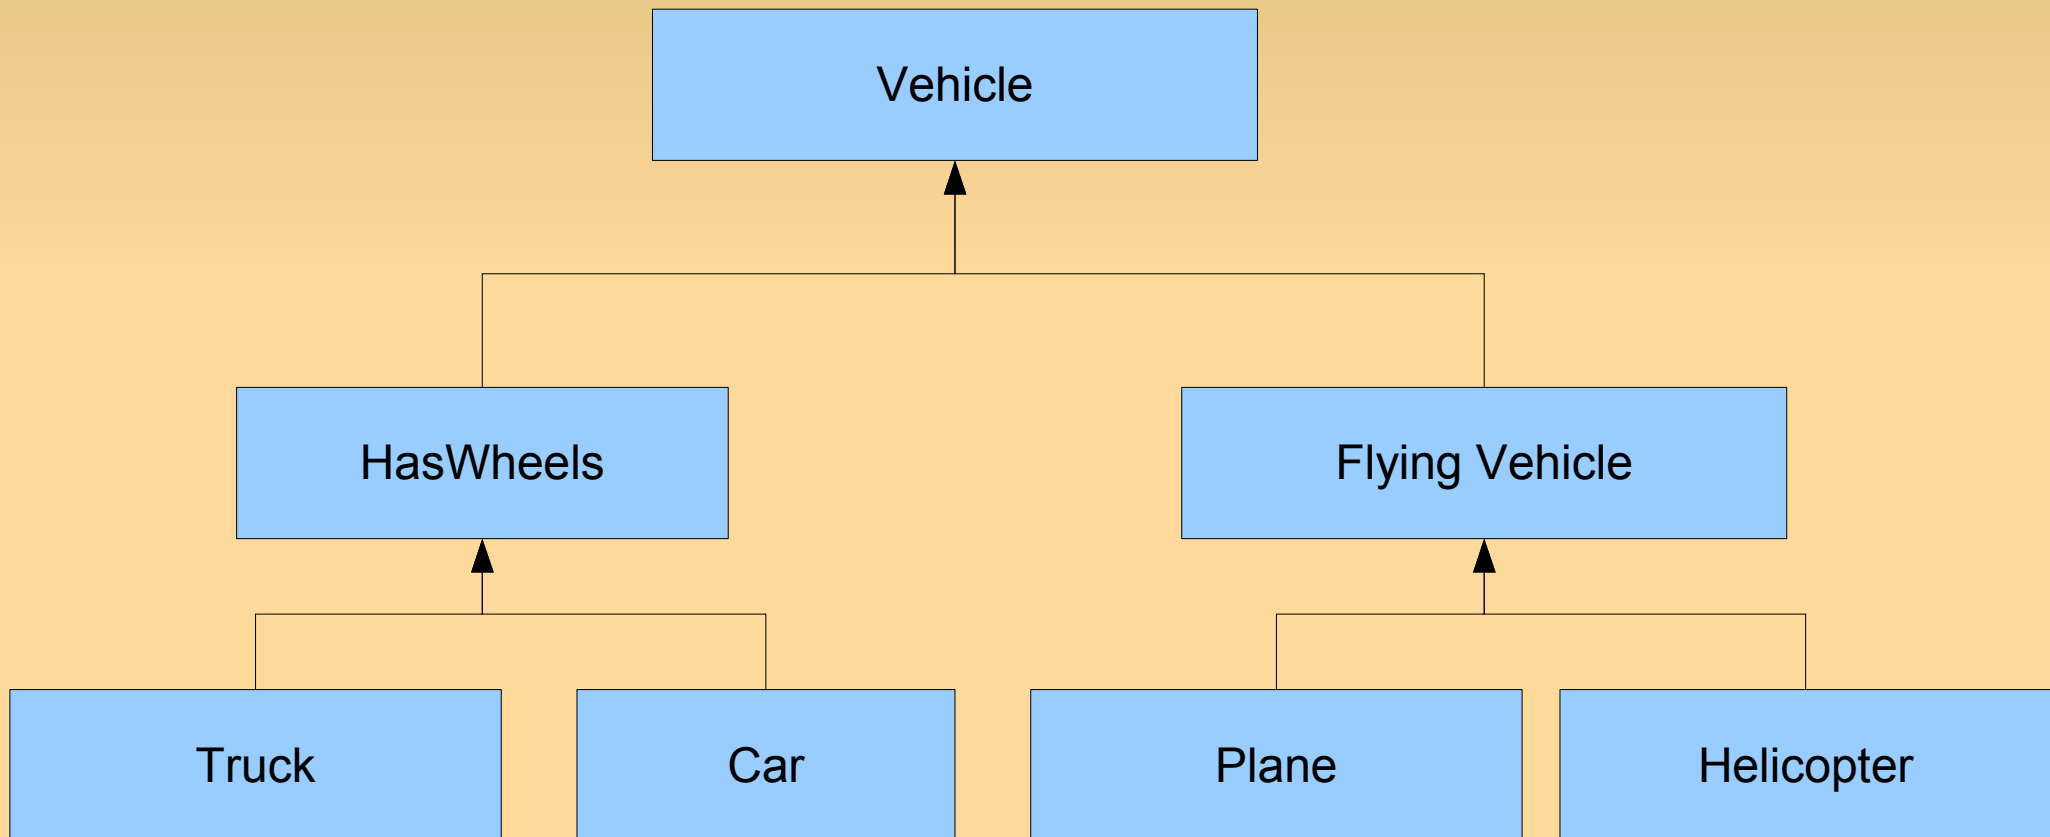 Vehicle
HasWheels
Flying Vehicle
Truck
Car
Plane
Helicopter